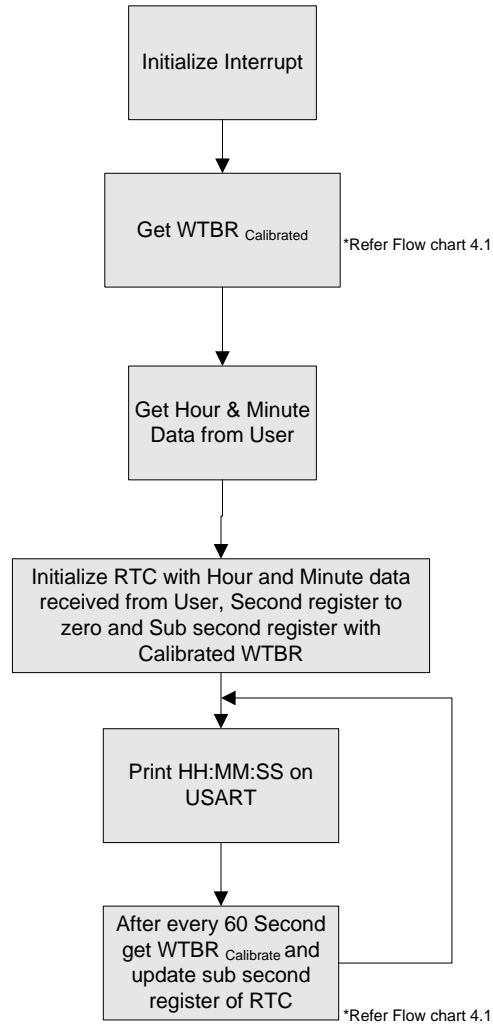 Initialize Interrupt
Get WTBR Calibrated
*Refer Flow chart 4.1
Get Hour & Minute
Data from User
Initialize RTC with Hour and Minute data
received from User, Second register to
zero and Sub second register with
Calibrated WTBR
Print HH:MM:SS on
USART
After every 60 Second
get WTBR Calibrate and
update sub second
register of RTC
*Refer Flow chart 4.1